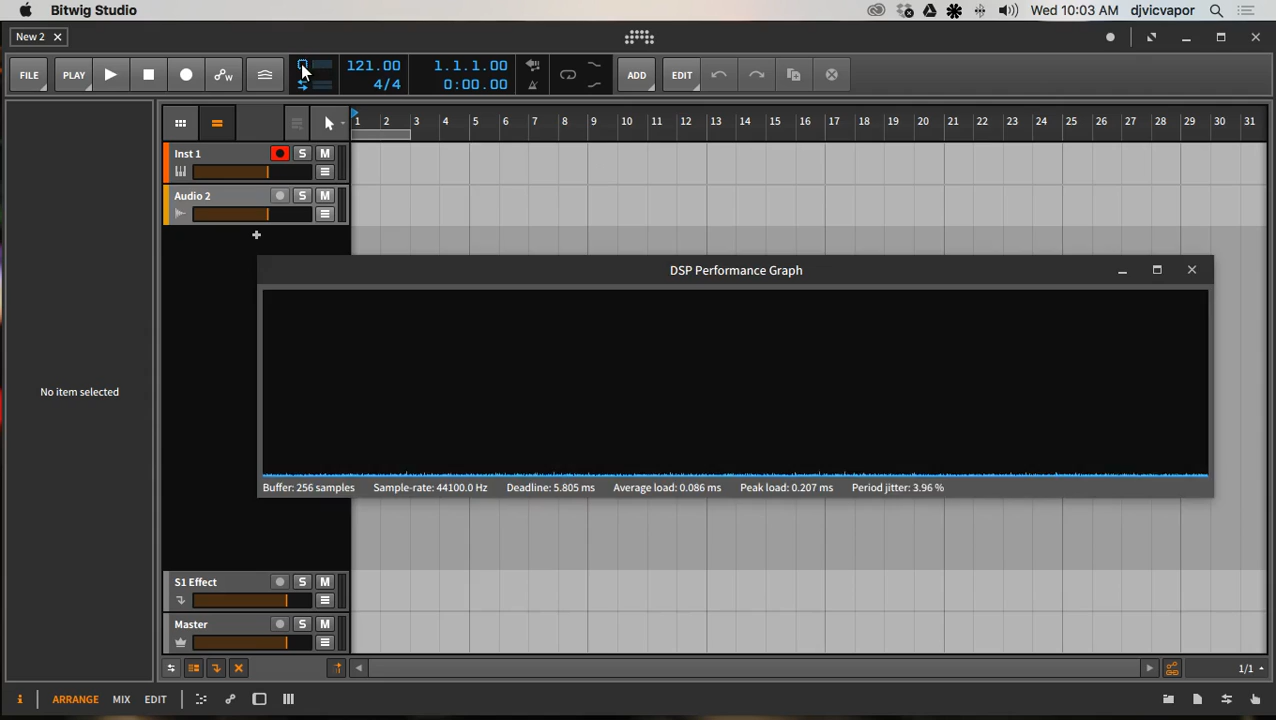 Bitwig Studio
Wed 10:03 AM djvicvapor
New 2
FILE PLAY 121.00 1.1.1.00 ADD EDIT
4/4 0:00.00
1 2 3 4 5 6 7 8 9 10 11 12 13 14 15 16 17 18 19 20 21 22 23 24 25 26 27 28 29 30 31
Inst 1 S M
Audio 2 S M
DSP Performance Graph
No item selected
Buffer: 256 samples Sample-rate: 44100.0 Hz Deadline: 5.805 ms Average load: 0.086 ms Peak load: 0.207 ms Period jitter: 3.96 %
S1 Effect S M
Master S M
1/1
i ARRANGE MIX EDIT